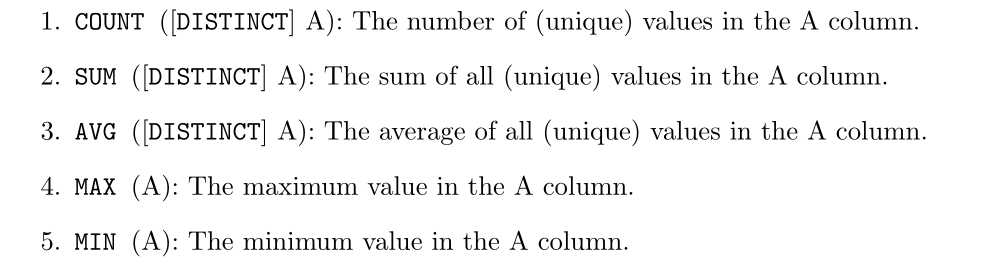 1. COUNT ([DISTINCT] A): The number of (unique) values in the A column.
2. SUM ([DISTINCT] A): The sum of all (unique) values in the A column.
3. AVG ([DISTINCT] A): The average of all (unique) values in the A column.
4. MAX (A): The maximum value in the A column.
5. MIN (A): The minimum value in the A column.